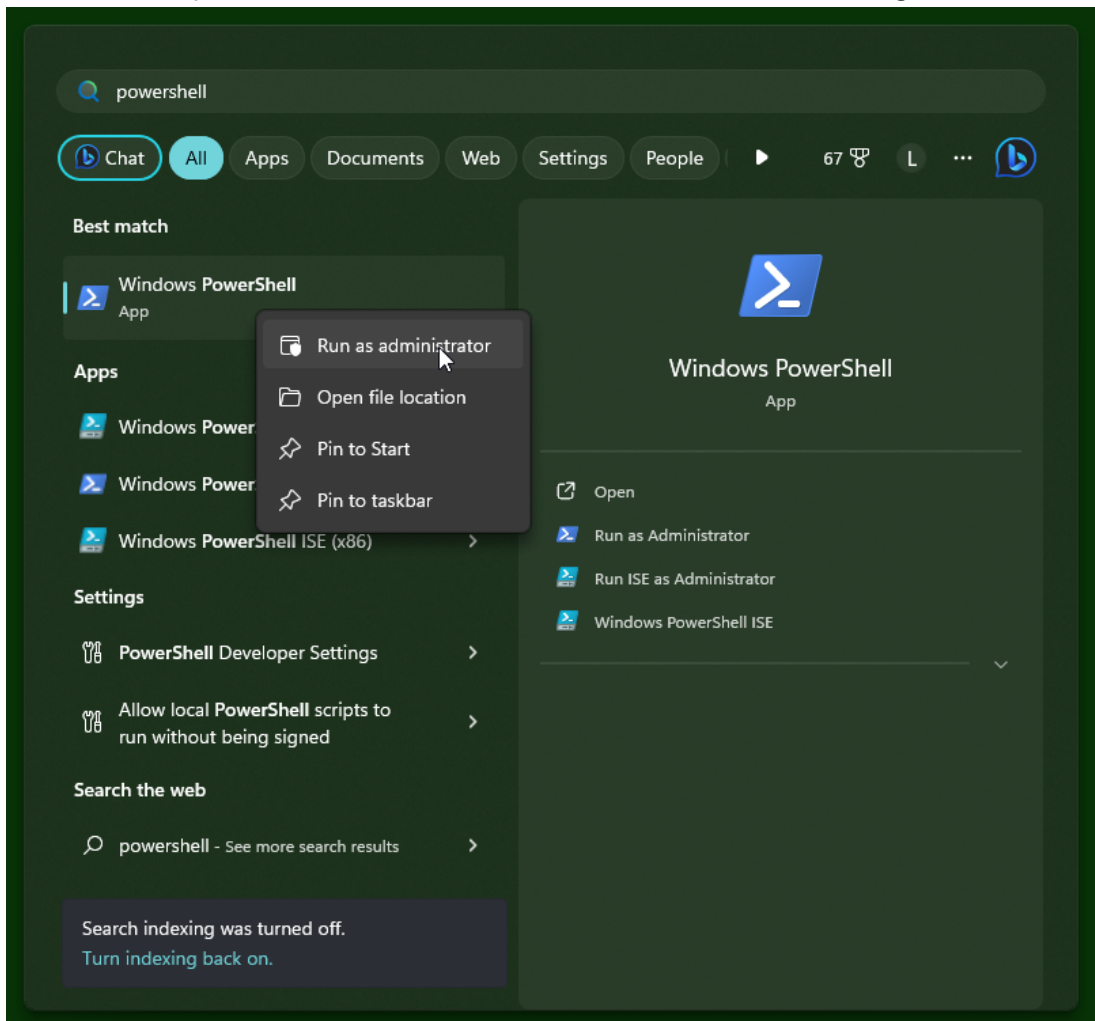 powershell
Chat All Apps Documents Web Settings People 67 L ...
Best match
Windows PowerShell
App
Run as administrator
Open file location
Pin to Start
Pin to taskbar
Apps
Windows Power
Windows Power
Windows PowerShell ISE (x86)
Settings
PowerShell Developer Settings
Allow local PowerShell scripts to
run without being signed
Search the web
powershell - See more search results
Search indexing was turned off.
Turn indexing back on.
Windows PowerShell
App
Open
Run as Administrator
Run ISE as Administrator
Windows PowerShell ISE